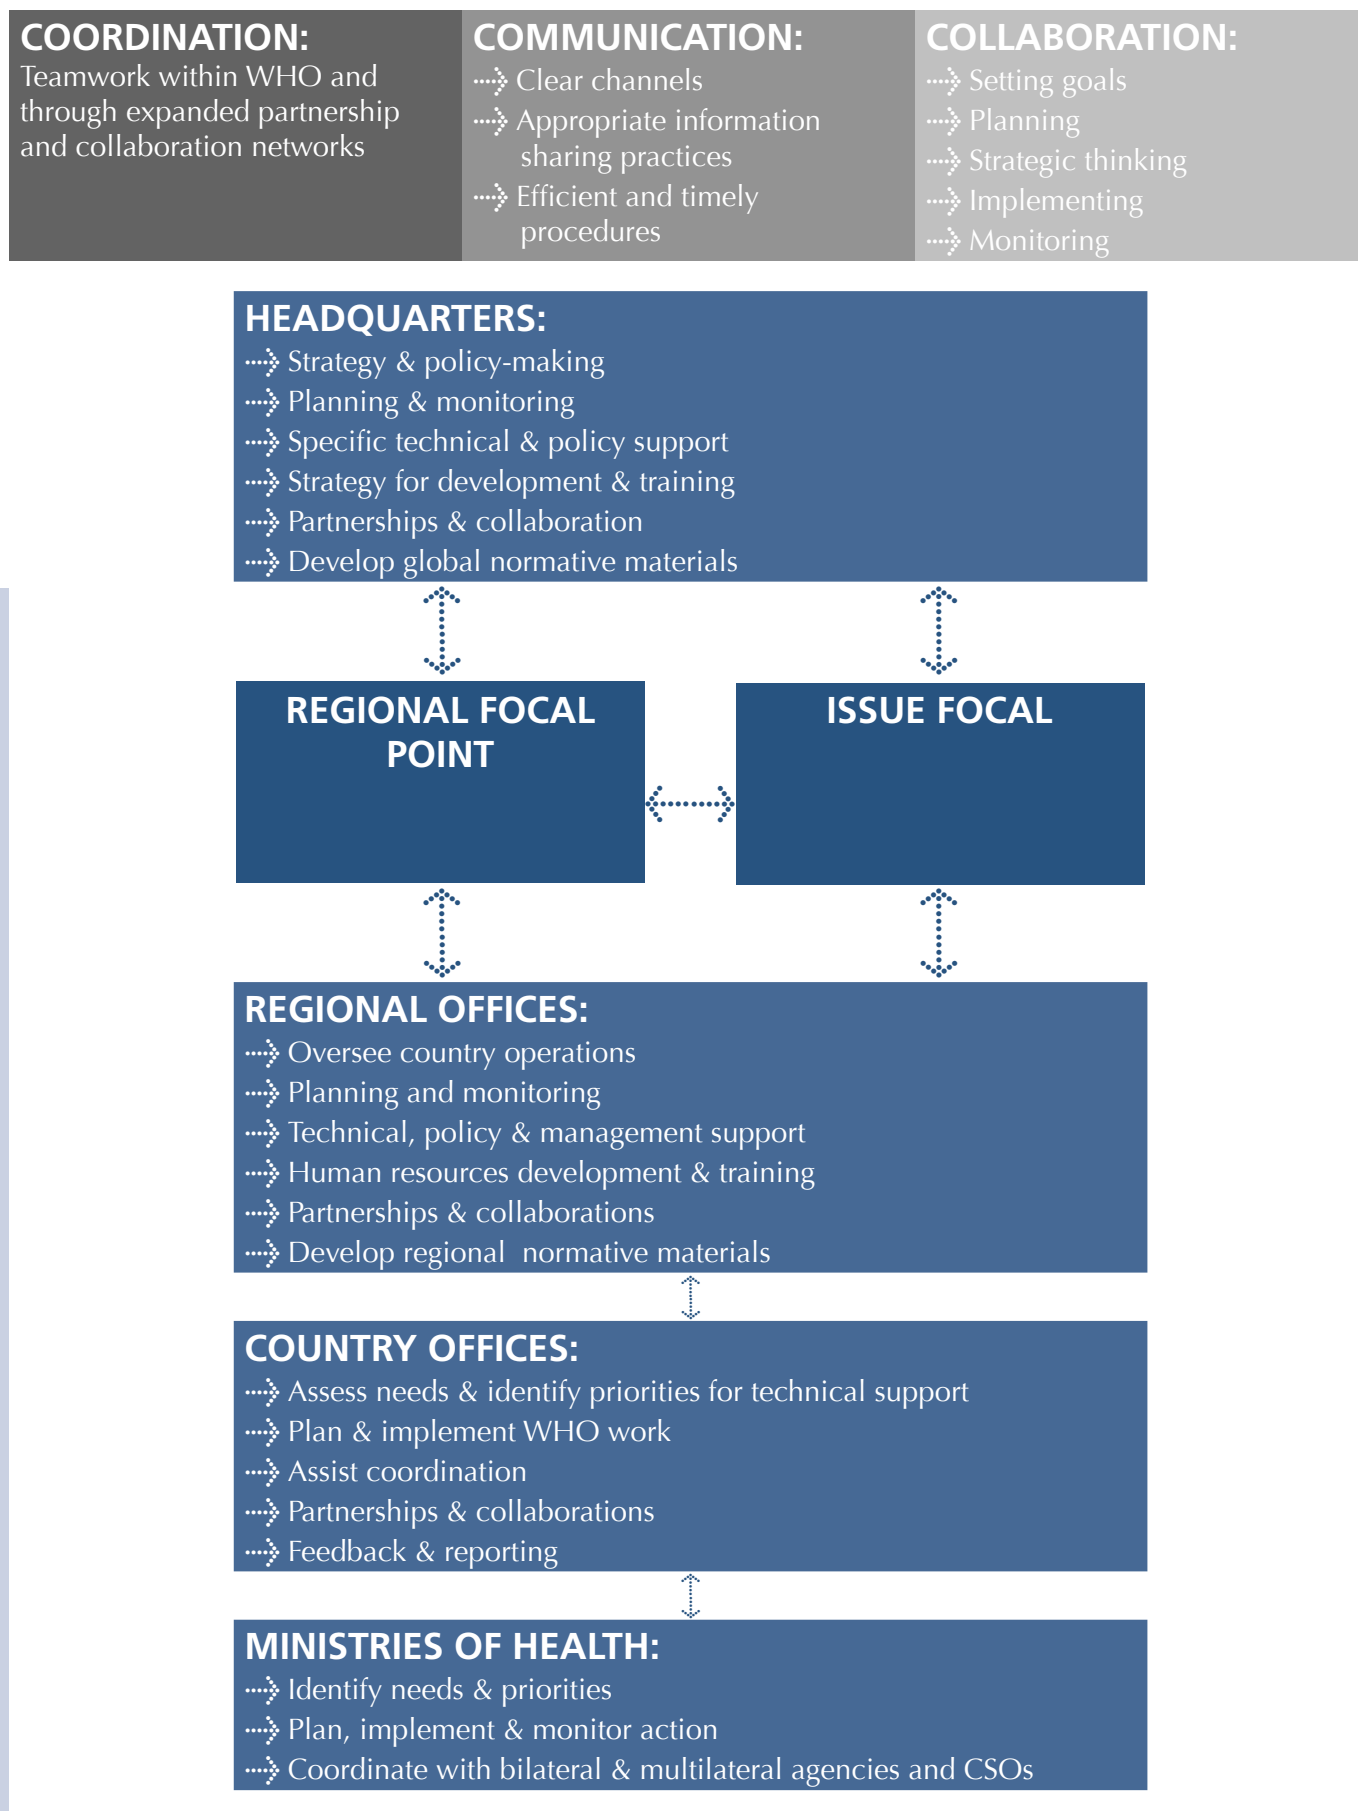 COORDINATION:
Teamwork within WHO and
through expanded partnership
and collaboration networks
COMMUNICATION:
Clear channels
Appropriate information
sharing practices
Efficient and timely
procedures
COLLABORATION:
Setting goals
Planning
Strategic thinking
Implementing
Monitoring
HEADQUARTERS:
Strategy & policy-making
Planning & monitoring
Specific technical & policy support
Strategy for development & training
Partnerships & collaboration
Develop global normative materials
REGIONAL FOCAL
POINT
ISSUE FOCAL
REGIONAL OFFICES:
Oversee country operations
Planning and monitoring
Technical, policy & management support
Human resources development & training
Partnerships & collaborations
Develop regional normative materials
COUNTRY OFFICES:
Assess needs & identify priorities for technical support
Plan & implement WHO work
Assist coordination
Partnerships & collaborations
Feedback & reporting
MINISTRIES OF HEALTH:
Identify needs & priorities
Plan, implement & monitor action
Coordinate with bilateral & multilateral agencies and CSOs